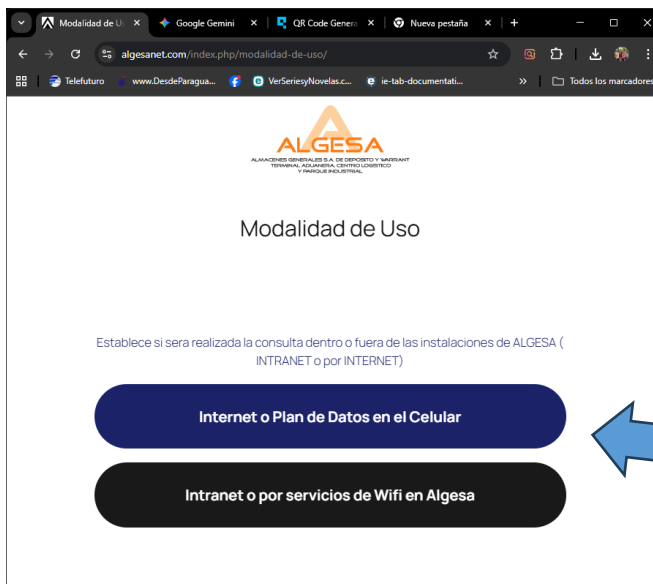 Modalidad de Us
Google Gemini
QR Code Genera
Nueva pestaña
algesanet.com/index.php/modalidad-de-uso/
Telefuturo
www.DesdeParagua...
VerSeriesyNovelas.c...
ie-tab-documentati...
»
Todos los marcadores
ALGESA
ALMACENES GENERALES S.A. DE DEPOSITO Y WARRANT
TERMINAL ADUANERA, CENTRO LOGISTICO
Y PARQUE INDUSTRIAL
Modalidad de Uso
Establece si sera realizada la consulta dentro o fuera de las instalaciones de ALGESA (
INTRANET o por INTERNET)
Internet o Plan de Datos en el Celular
Intranet o por servicios de Wifi en Algesa